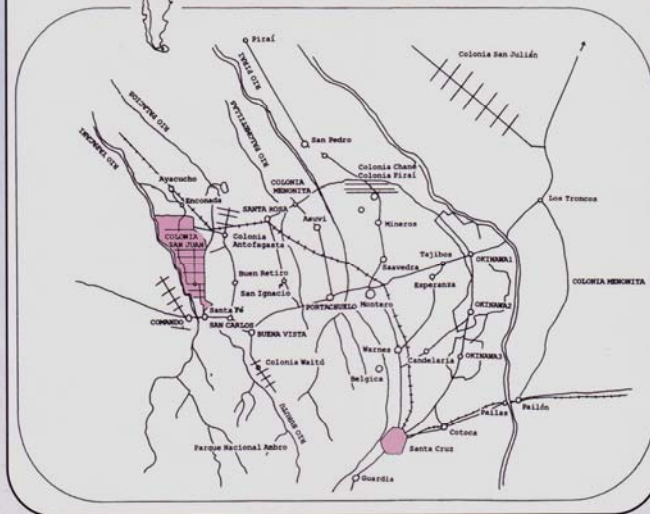 Piraí
RIO PIRAI
Colonia San Julián
RIO PALACIOS
RIO PALOMETILLAS
RIO YAPACANI
San Pedro
Colonia Chané
Colonia Piraí
Ayacucho
COLONIA
MENONITA
Enconada
Los Troncos
SANTA ROSA
Asuvi
Mineros
COLONIA
SAN JUAN
Colonia
Antofagasta
Tajibos
OKINAWA1
Saavedra
Buen Retiro
Esperanza
COLONIA MENONITA
San Ignacio
PORTACHUELO
Montero
OKINAWA2
Santa Fé
COMANDO
SAN CARLOS
BUENA VISTA
Warnes
Candelaria
OKINAWA3
Colonia Waitú
Belgica
Pailas
Pailón
RIO SURUTU
Cotoca
Parque Nacional Ambro
Santa Cruz
Guardia